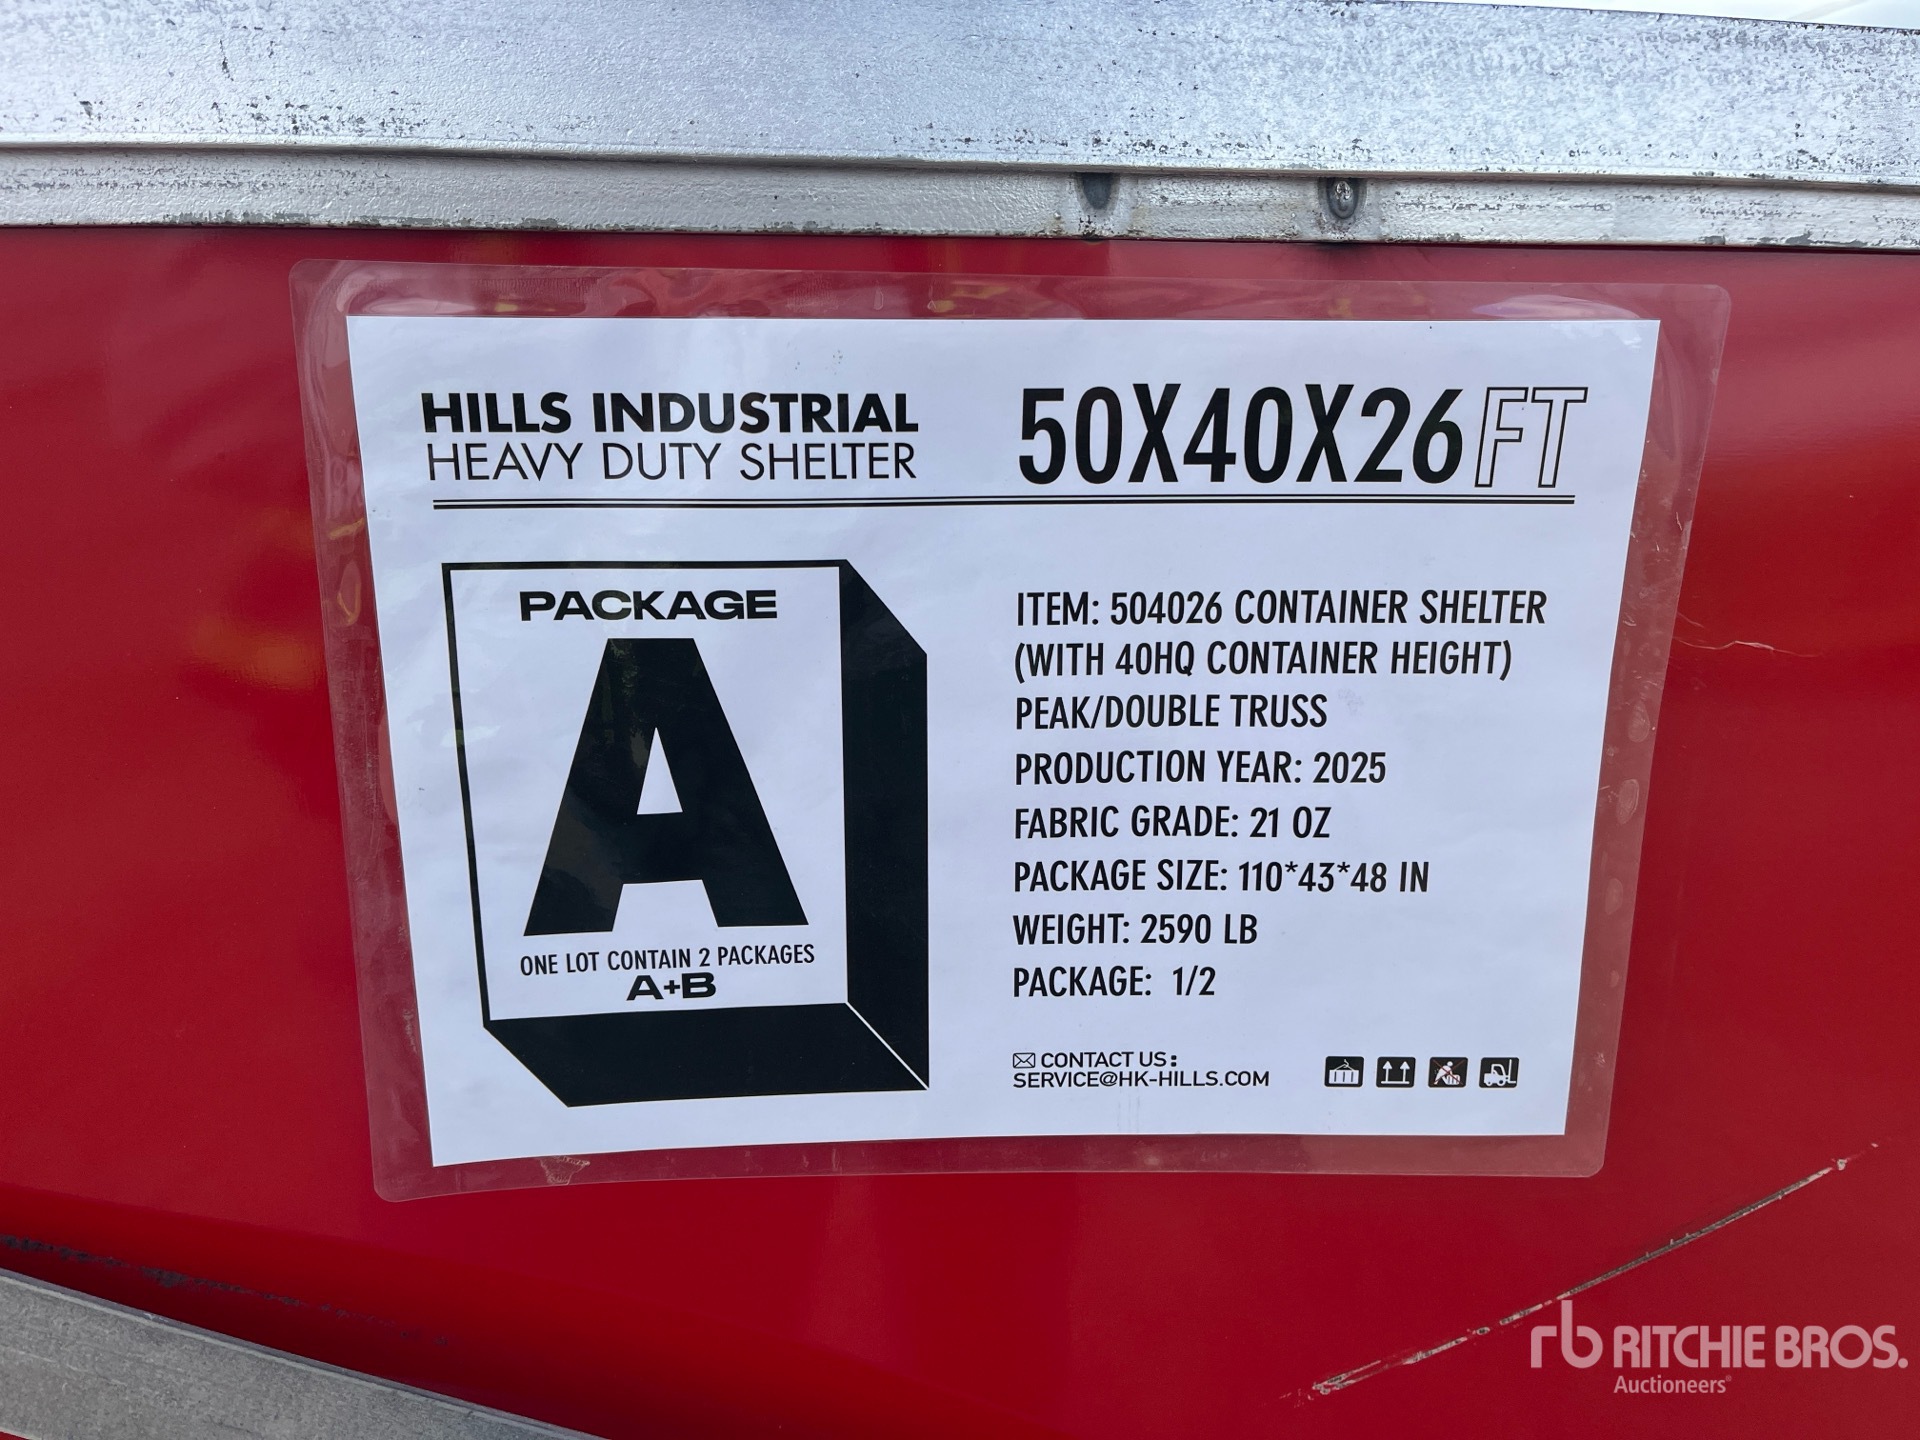 HILLS INDUSTRIAL
HEAVY DUTY SHELTER
50X40X26FT
PACKAGE
A
ONE LOT CONTAIN 2 PACKAGES
A+B
ITEM: 504026 CONTAINER SHELTER
(WITH 40HQ CONTAINER HEIGHT)
PEAK/DOUBLE TRUSS
PRODUCTION YEAR: 2025
FABRIC GRADE: 21 OZ
PACKAGE SIZE: 110*43*48 IN
WEIGHT: 2590 LB
PACKAGE: 1/2
CONTACT US:
SERVICE@HK-HILLS.COM
rb RITCHIE BROS.
Auctioneers®